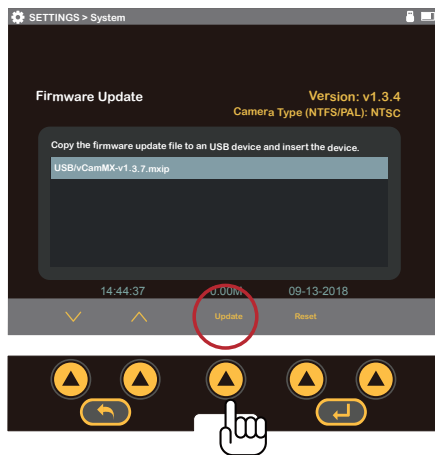 SETTINGS > System
Firmware Update
Version: v1.3.4
Camera Type (NTFS/PAL): NTSC
Copy the firmware update file to an USB device and insert the device.
USB/vCamMX-v1.3.7.mxip
14:44:37 0.00M 09-13-2018
Update Reset